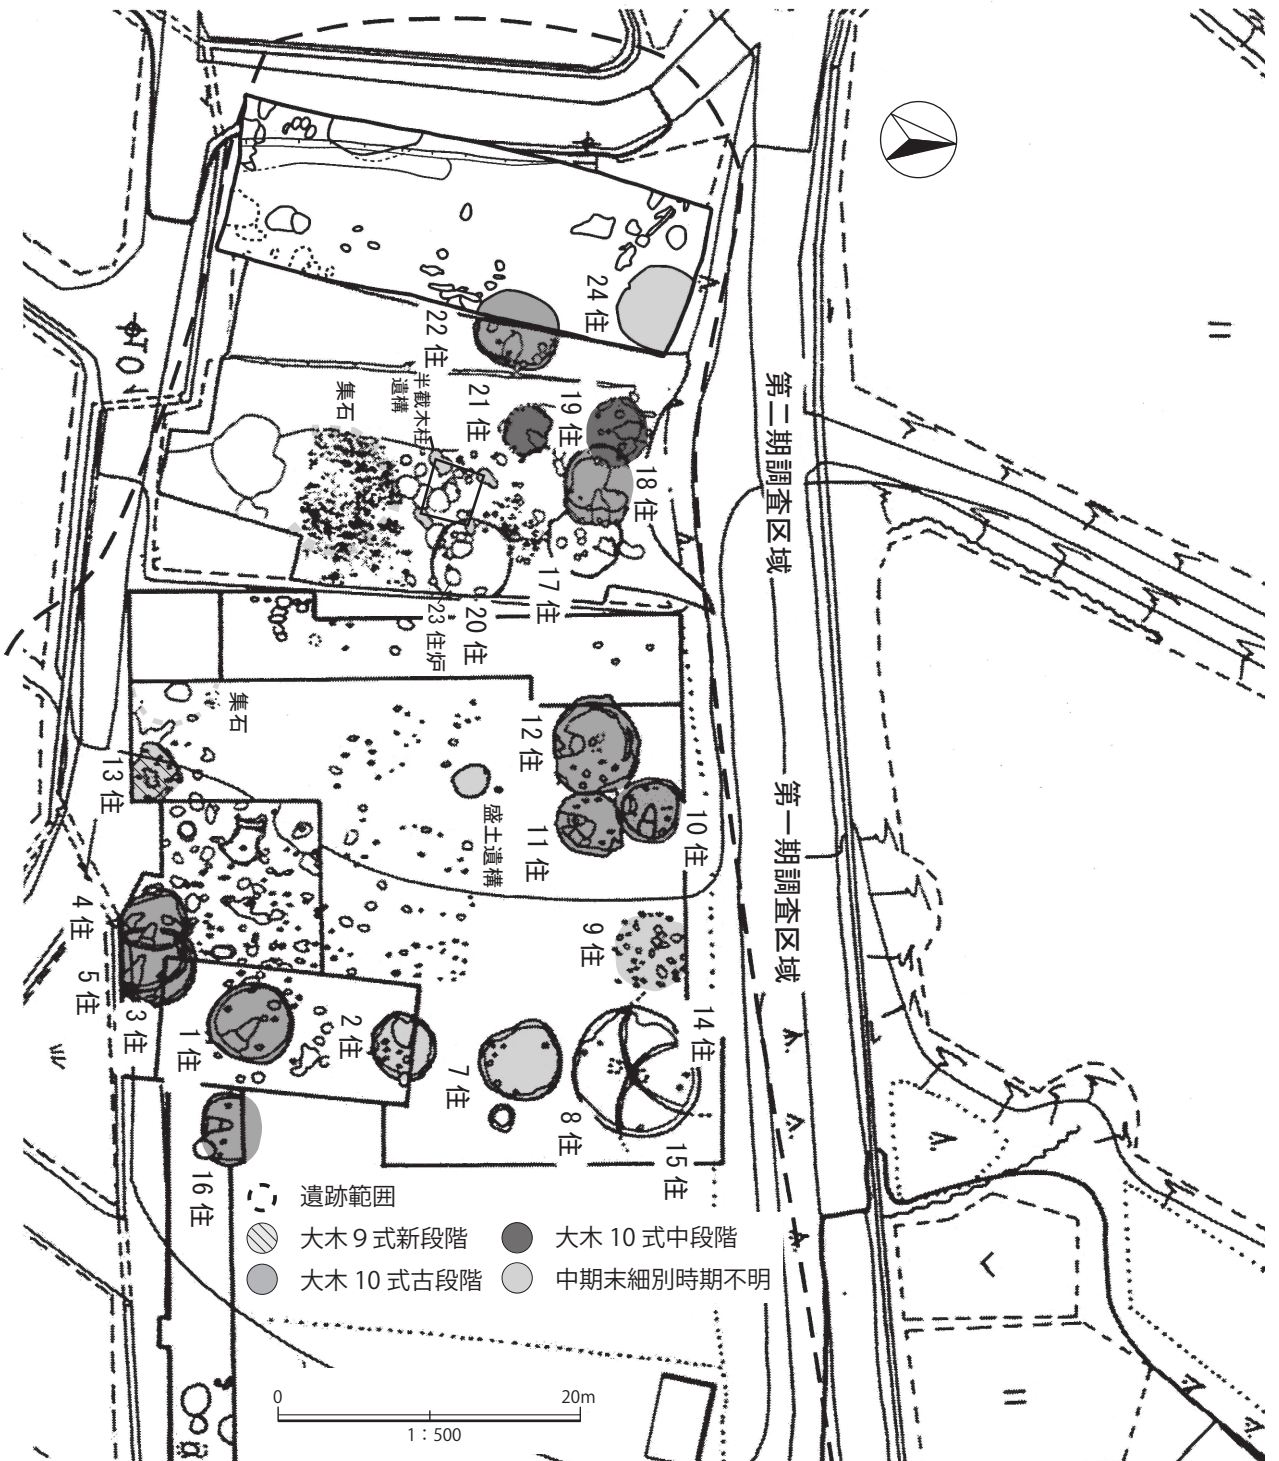 24住
22住
半截木柱
遺構
集石
21住
19住
18住
第二期調査区域
101
17住
20住
23住炉
集石
12住
13住
盛土遺構
11住
10住
第一期調査区域
4住
5住
3住
1住
2住
9住
14住
7住
8住
15住
16住
遺跡範囲
大木9式新段階
大木10式中段階
大木10式古段階
中期末細別時期不明
0
20m
1：500